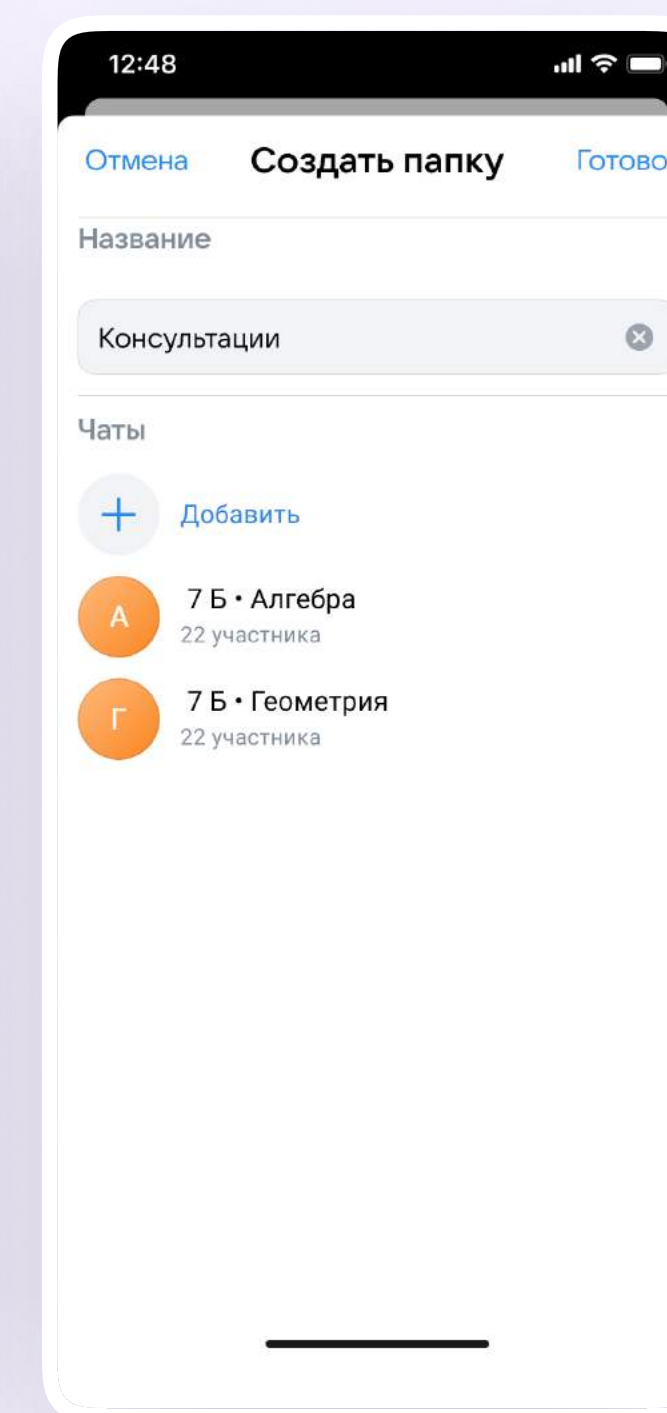 12:48
Отмена Создать папку Готово
Название
Консультации
Чаты
Добавить
А
7 Б • Алгебра
22 участника
Г
7 Б • Геометрия
22 участника